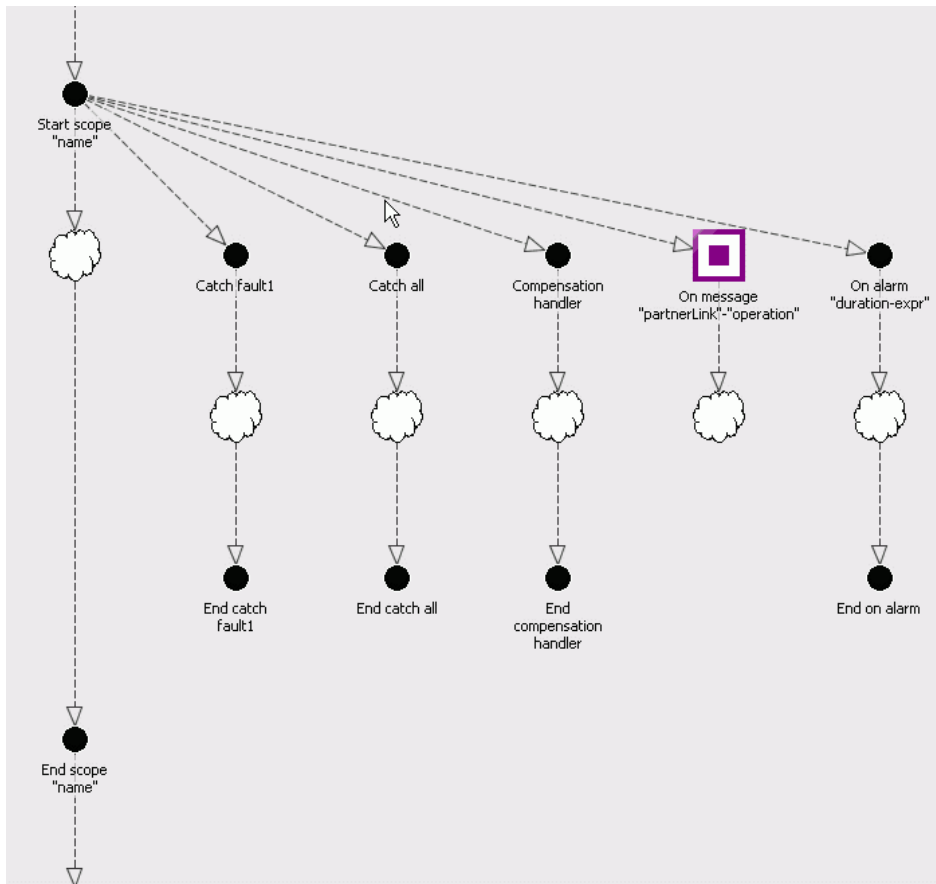 Start scope
"name"
Catch fault1
Catch all
Compensation
handler
On message
"partnerLink"-"operation"
On alarm
"duration-expr"
End catch
fault1
End catch all
End
compensation
handler
End on alarm
End scope
"name"